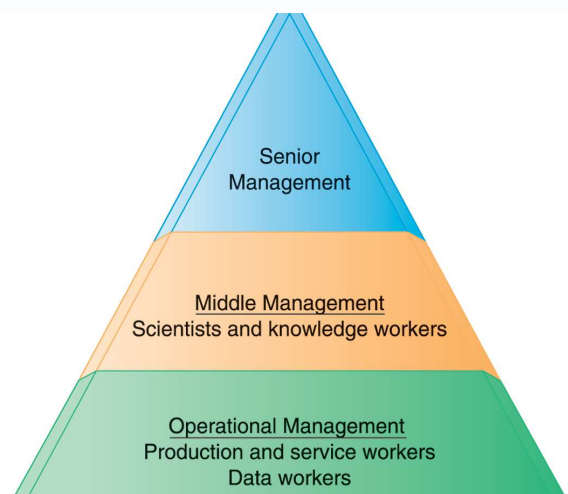 Senior
Management
Middle Management
Scientists and knowledge workers
Operational Management
Production and service workers
Data workers